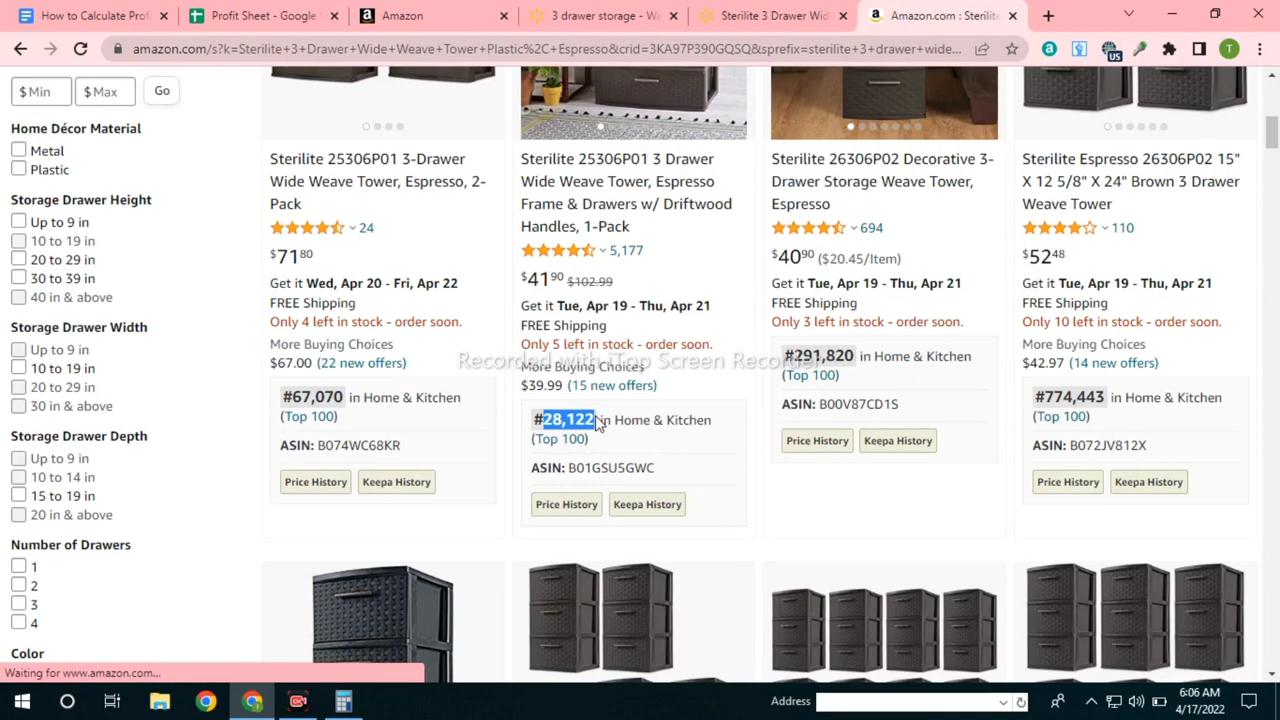 How to Calculate Profi
Profit Sheet - Google
Amazon
3 drawer storage - Wa
Sterilite 3 Drawer Wid
Amazon.com : Sterilite
amazon.com/s?k=Sterilite+3+Drawer+Wide+Weave+Tower+Plastic%2C+Espresso&crid=3KA97P390GQSQ&sprefix=sterilite+3+drawer+wide...
US
T
$ Min
$ Max
Go
Home Décor Material
Metal
Plastic
Storage Drawer Height
Up to 9 in
10 to 19 in
20 to 29 in
30 to 39 in
40 in & above
Storage Drawer Width
Up to 9 in
10 to 19 in
20 to 29 in
30 in & above
Storage Drawer Depth
Up to 9 in
10 to 14 in
15 to 19 in
20 in & above
Number of Drawers
1
2
3
4
Color
Sterilite 25306P01 3-Drawer
Wide Weave Tower, Espresso, 2-
Pack
24
$71 80
Get it Wed, Apr 20 - Fri, Apr 22
FREE Shipping
Only 4 left in stock - order soon.
More Buying Choices
$67.00 (22 new offers)
#67,070 in Home & Kitchen
(Top 100)
ASIN: B074WC68KR
Price History
Keepa History
Sterilite 25306P01 3 Drawer
Wide Weave Tower, Espresso
Frame & Drawers w/ Driftwood
Handles, 1-Pack
5,177
$41 90 $102.99
Get it Tue, Apr 19 - Thu, Apr 21
FREE Shipping
Only 5 left in stock - order soon.
More Buying Choices
$39.99 (15 new offers)
#28,122 in Home & Kitchen
(Top 100)
ASIN: B01GSU5GWC
Price History
Keepa History
Sterilite 26306P02 Decorative 3-
Drawer Storage Weave Tower,
Espresso
694
$40 90 ($20.45/Item)
Get it Tue, Apr 19 - Thu, Apr 21
FREE Shipping
Only 3 left in stock - order soon.
#291,820 in Home & Kitchen
(Top 100)
ASIN: B00V87CD1S
Price History
Keepa History
Sterilite Espresso 26306P02 15"
X 12 5/8" X 24" Brown 3 Drawer
Weave Tower
110
$52 48
Get it Tue, Apr 19 - Thu, Apr 21
FREE Shipping
Only 10 left in stock - order soon.
More Buying Choices
$42.97 (14 new offers)
#774,443 in Home & Kitchen
(Top 100)
ASIN: B072JV812X
Price History
Keepa History
Recorded with iTop Screen Recorder
Waiting for www.amazon.com...
Address
6:06 AM
4/17/2022